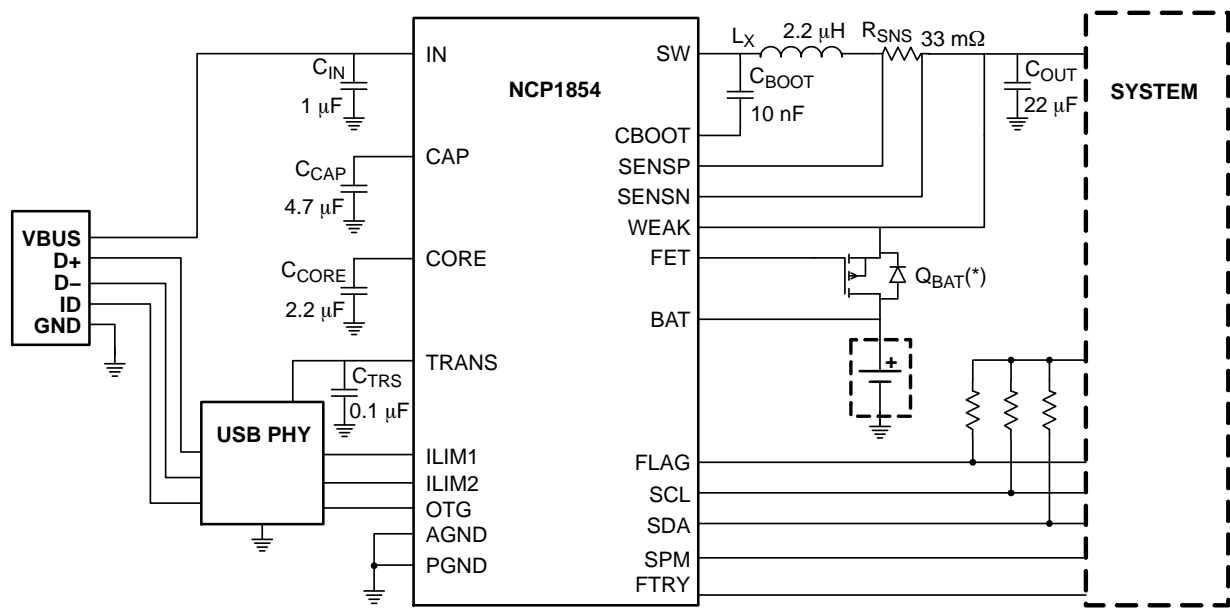 VBUS
D+
D–
ID
GND
USB PHY
C_IN
1 μF
C_CAP
4.7 μF
C_CORE
2.2 μF
C_TRS
0.1 μF
NCP1854
IN
CAP
CORE
TRANS
ILIM1
ILIM2
OTG
AGND
PGND
SW
CBOOT
SENSP
SENSN
WEAK
FET
BAT
FLAG
SCL
SDA
SPM
FTRY
L_X
2.2 μH
R_SNS
33 mΩ
C_BOOT
10 nF
C_OUT
22 μF
Q_BAT(*)
+
SYSTEM